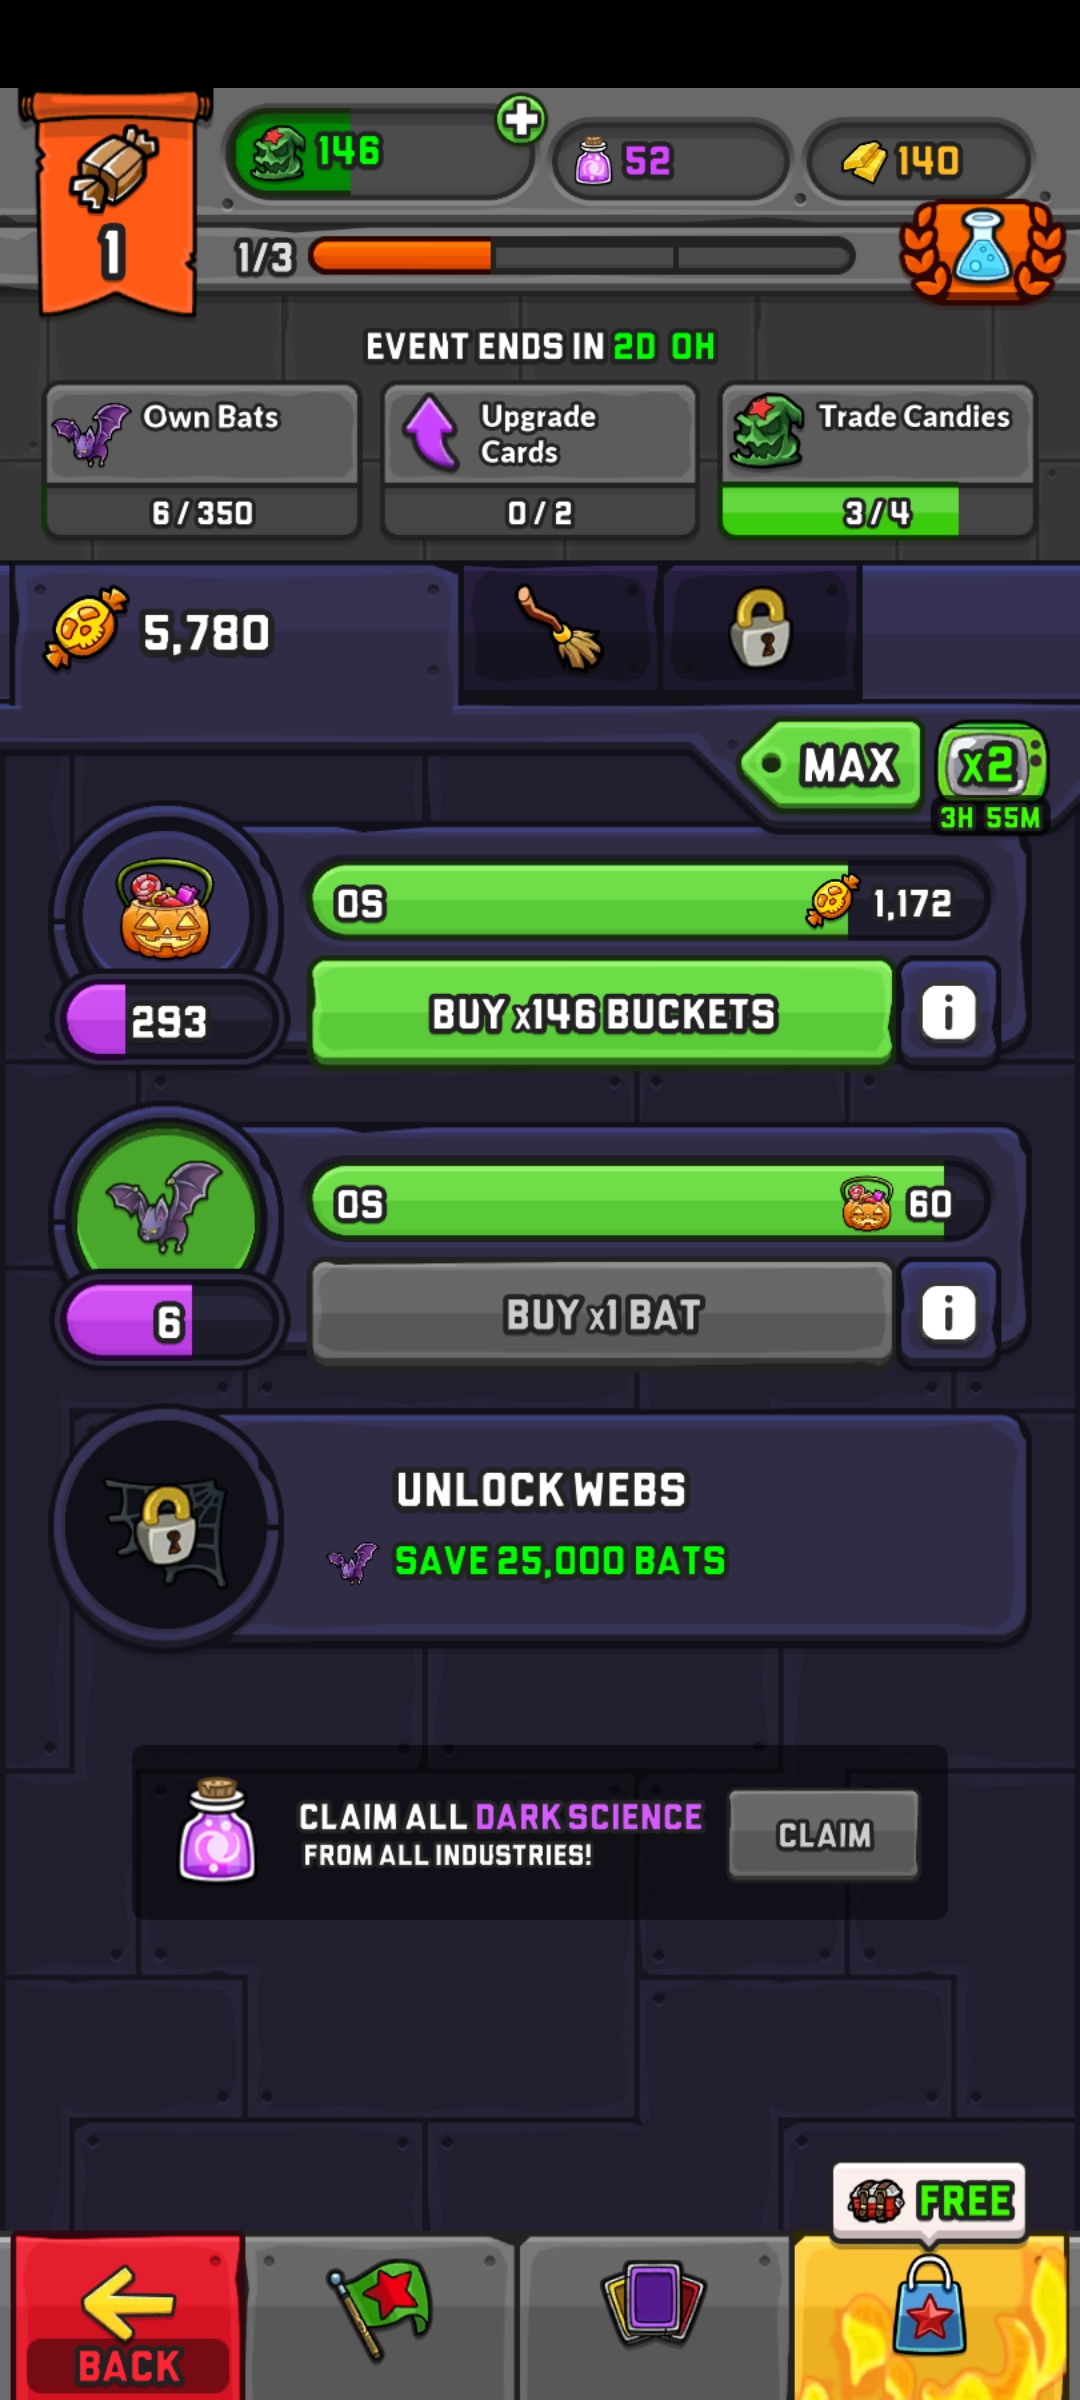 146
52
140
1
1/3
EVENT ENDS IN 2D 0H
Own Bats
6 / 350
Upgrade
Cards
0 / 2
Trade Candies
3 / 4
5,780
MAX
x2
3H 55M
0S
1,172
293
BUY x146 BUCKETS
i
0S
60
6
BUY x1 BAT
i
UNLOCK WEBS
SAVE 25,000 BATS
CLAIM ALL DARK SCIENCE
FROM ALL INDUSTRIES!
CLAIM
FREE
BACK